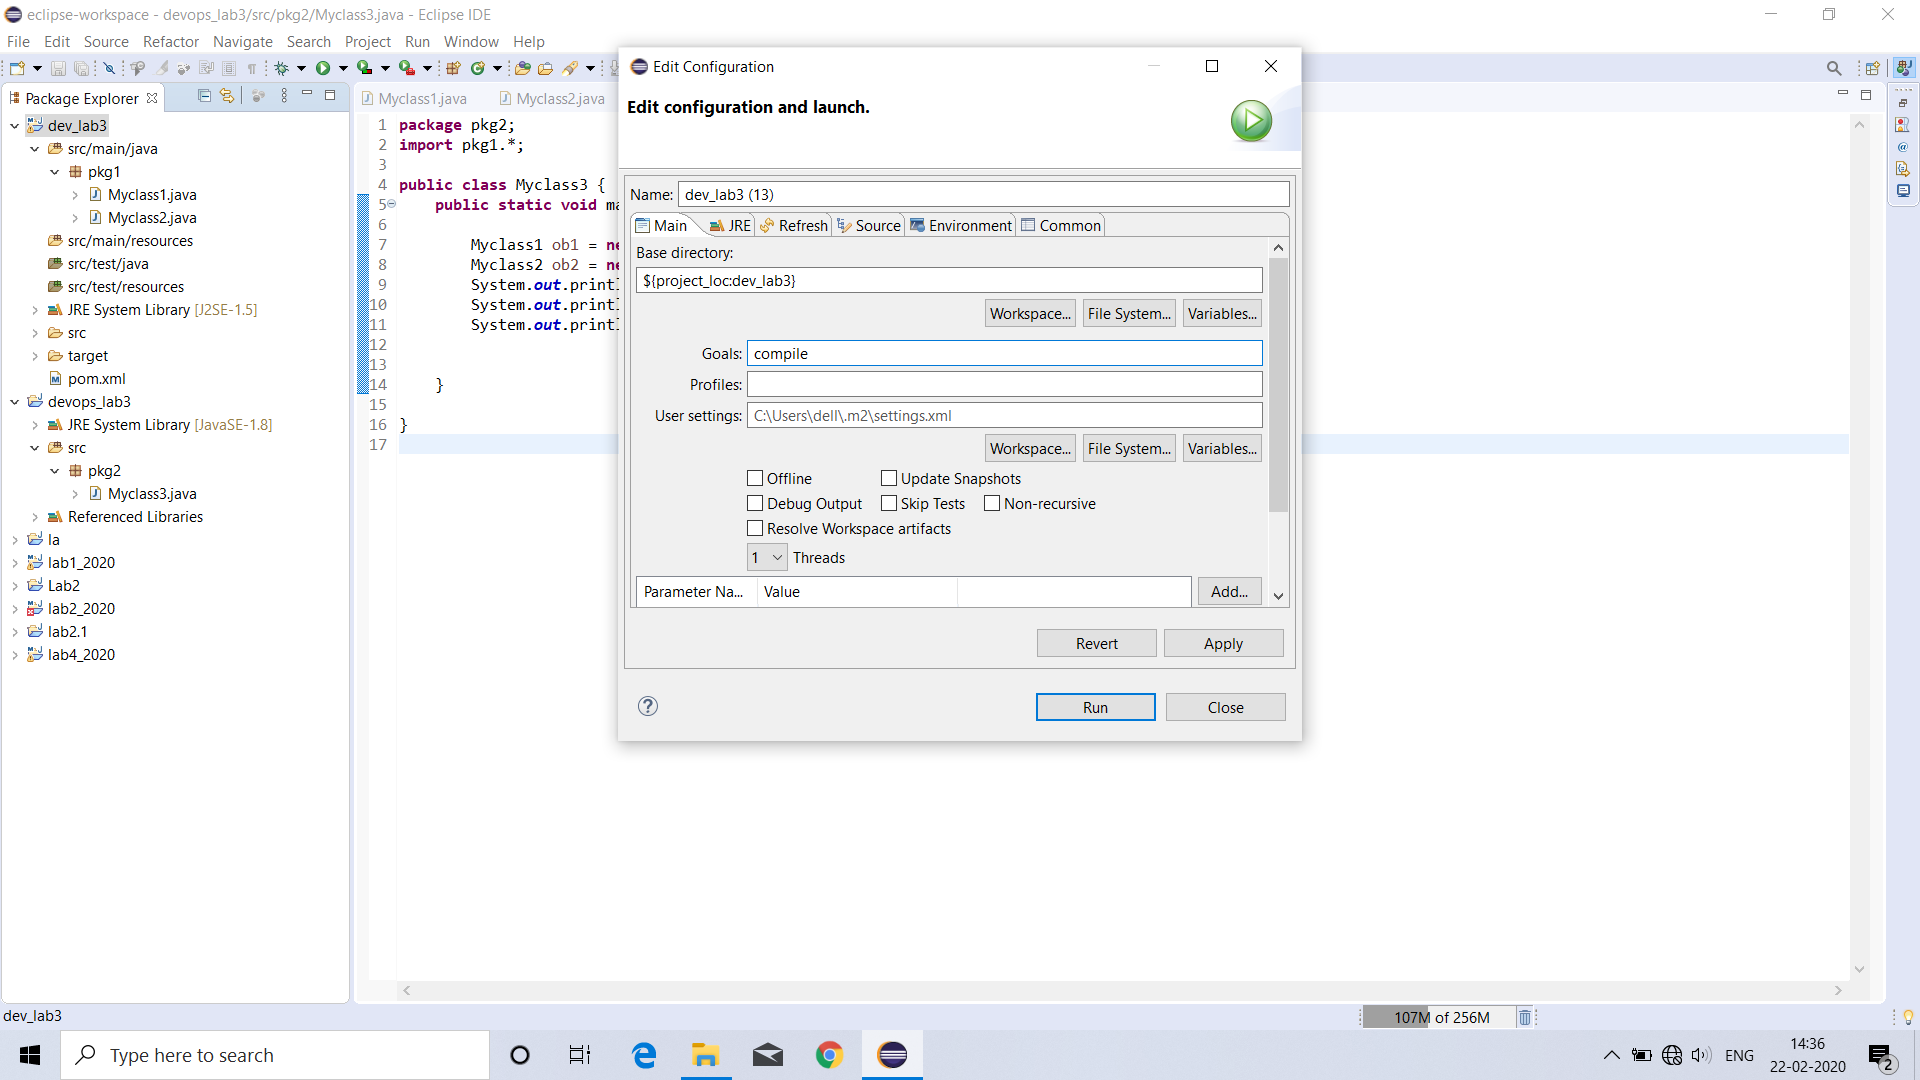 eclipse-workspace - devops_lab3/src/pkg2/Myclass3.java - Eclipse IDE
File Edit Source Refactor Navigate Search Project Run Window Help
Package Explorer
dev_lab3
src/main/java
pkg1
Myclass1.java
Myclass2.java
src/main/resources
src/test/java
src/test/resources
JRE System Library [J2SE-1.5]
src
target
pom.xml
devops_lab3
JRE System Library [JavaSE-1.8]
src
pkg2
Myclass3.java
Referenced Libraries
la
lab1_2020
Lab2
lab2_2020
lab2.1
lab4_2020
Myclass1.java Myclass2.java
1 package pkg2;
2 import pkg1.*;
3
4 public class Myclass3 {
5 public static void ma
6
7 Myclass1 ob1 = ne
8 Myclass2 ob2 = ne
9 System.out.printl
10 System.out.printl
11 System.out.printl
12
13
14 }
15
16 }
17
Edit Configuration
Edit configuration and launch.
Name: dev_lab3 (13)
Main JRE Refresh Source Environment Common
Base directory:
${project_loc:dev_lab3}
Workspace... File System... Variables...
Goals: compile
Profiles:
User settings: C:\Users\dell\.m2\settings.xml
Workspace... File System... Variables...
Offline Update Snapshots
Debug Output Skip Tests Non-recursive
Resolve Workspace artifacts
1 Threads
Parameter Na... Value Add...
Revert Apply
Run Close
dev_lab3
107M of 256M
Type here to search
ENG
14:36
22-02-2020
2